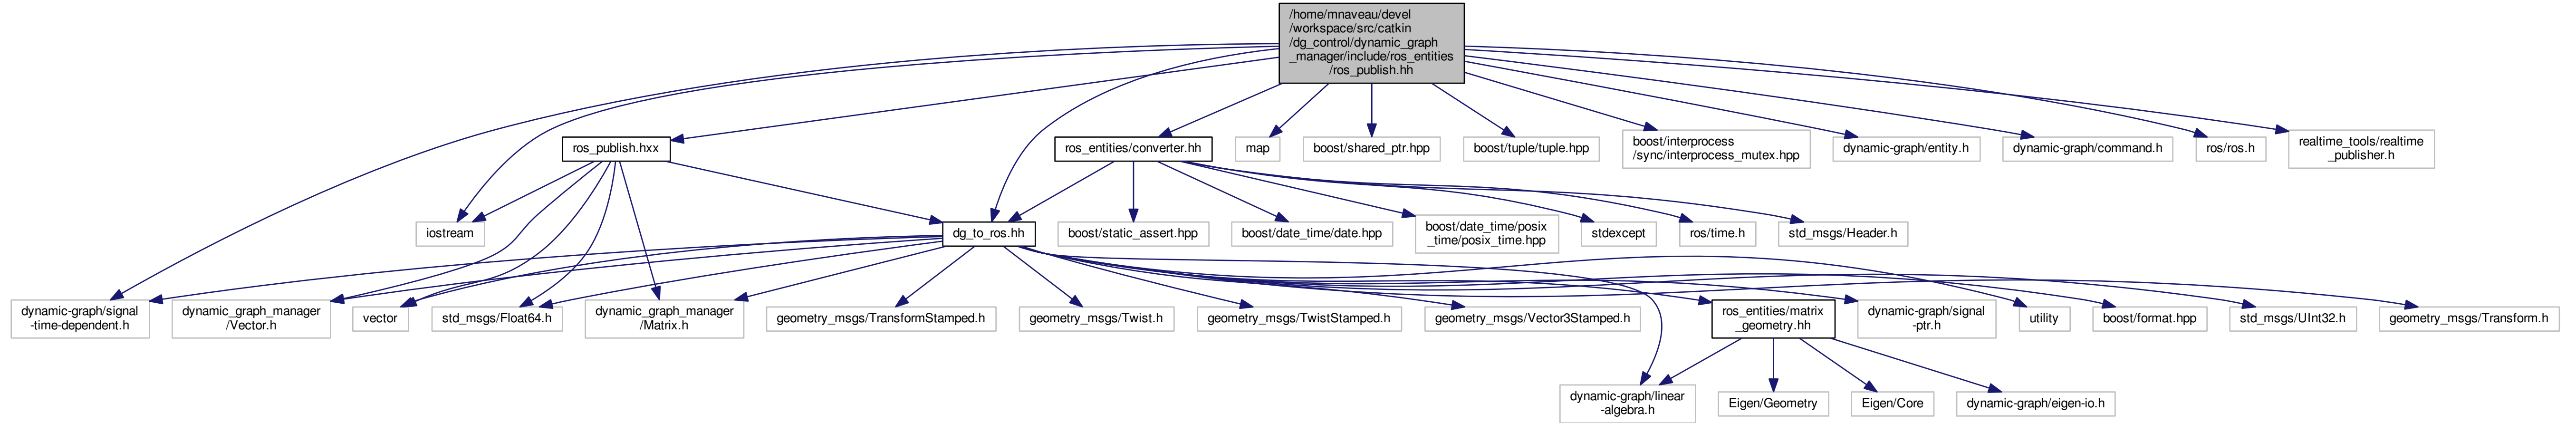 /home/mnaveau/devel
/workspace/src/catkin
/dg_control/dynamic_graph
_manager/include/ros_entities
/ros_publish.hh
ros_publish.hxx
ros_entities/converter.hh
map
boost/shared_ptr.hpp
boost/tuple/tuple.hpp
boost/interprocess
/sync/interprocess_mutex.hpp
dynamic-graph/entity.h
dynamic-graph/command.h
ros/ros.h
realtime_tools/realtime
_publisher.h
iostream
dg_to_ros.hh
boost/static_assert.hpp
boost/date_time/date.hpp
boost/date_time/posix
_time/posix_time.hpp
stdexcept
ros/time.h
std_msgs/Header.h
dynamic-graph/signal
-time-dependent.h
dynamic_graph_manager
/Vector.h
vector
std_msgs/Float64.h
dynamic_graph_manager
/Matrix.h
geometry_msgs/TransformStamped.h
geometry_msgs/Twist.h
geometry_msgs/TwistStamped.h
geometry_msgs/Vector3Stamped.h
ros_entities/matrix
_geometry.hh
dynamic-graph/signal
-ptr.h
utility
boost/format.hpp
std_msgs/UInt32.h
geometry_msgs/Transform.h
dynamic-graph/linear
-algebra.h
Eigen/Geometry
Eigen/Core
dynamic-graph/eigen-io.h